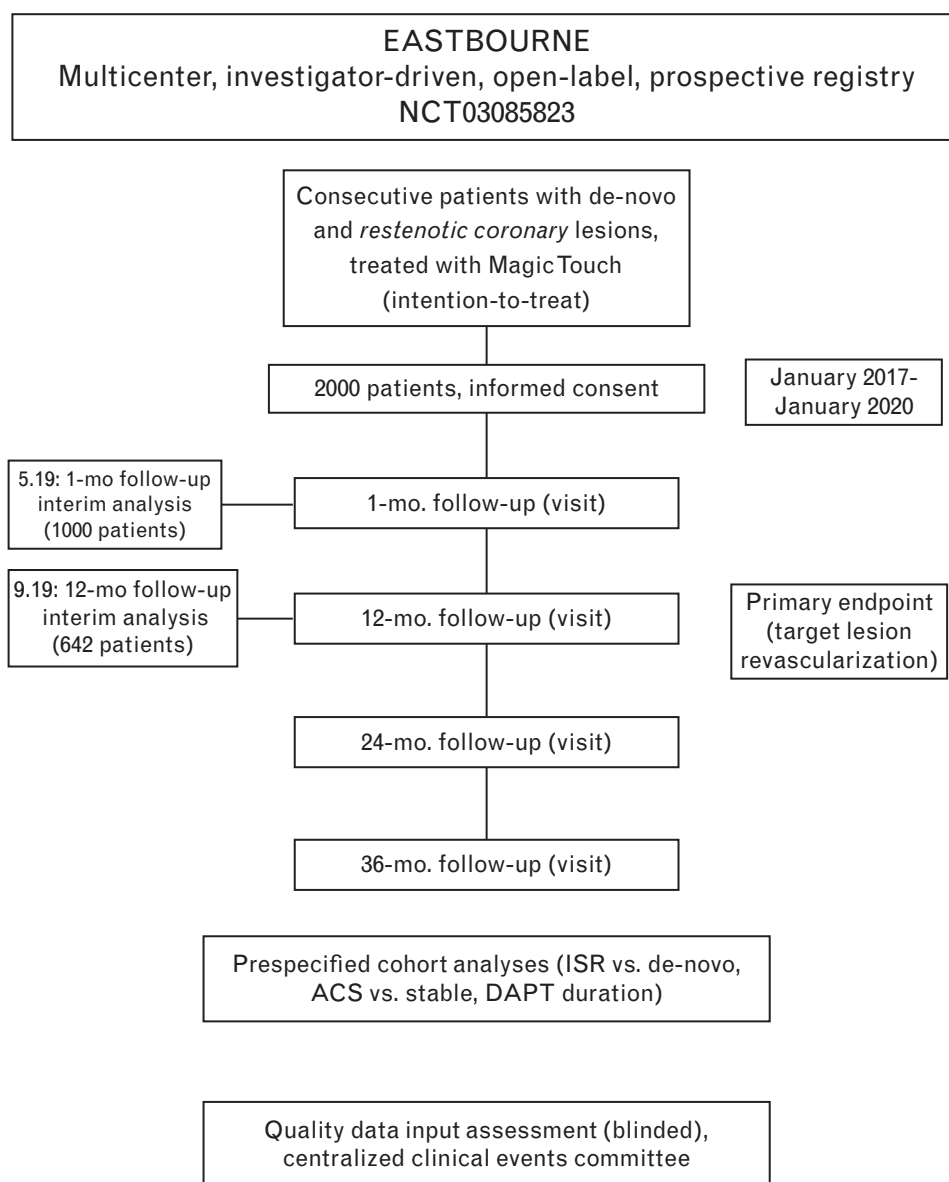 EASTBOURNE
Multicenter, investigator-driven, open-label, prospective registry
NCT03085823
Consecutive patients with de-novo
and restenotic coronary lesions,
treated with MagicTouch
(intention-to-treat)
2000 patients, informed consent
January 2017-
January 2020
5.19: 1-mo follow-up
interim analysis
(1000 patients)
1-mo. follow-up (visit)
9.19: 12-mo follow-up
interim analysis
(642 patients)
12-mo. follow-up (visit)
Primary endpoint
(target lesion
revascularization)
24-mo. follow-up (visit)
36-mo. follow-up (visit)
Prespecified cohort analyses (ISR vs. de-novo,
ACS vs. stable, DAPT duration)
Quality data input assessment (blinded),
centralized clinical events committee